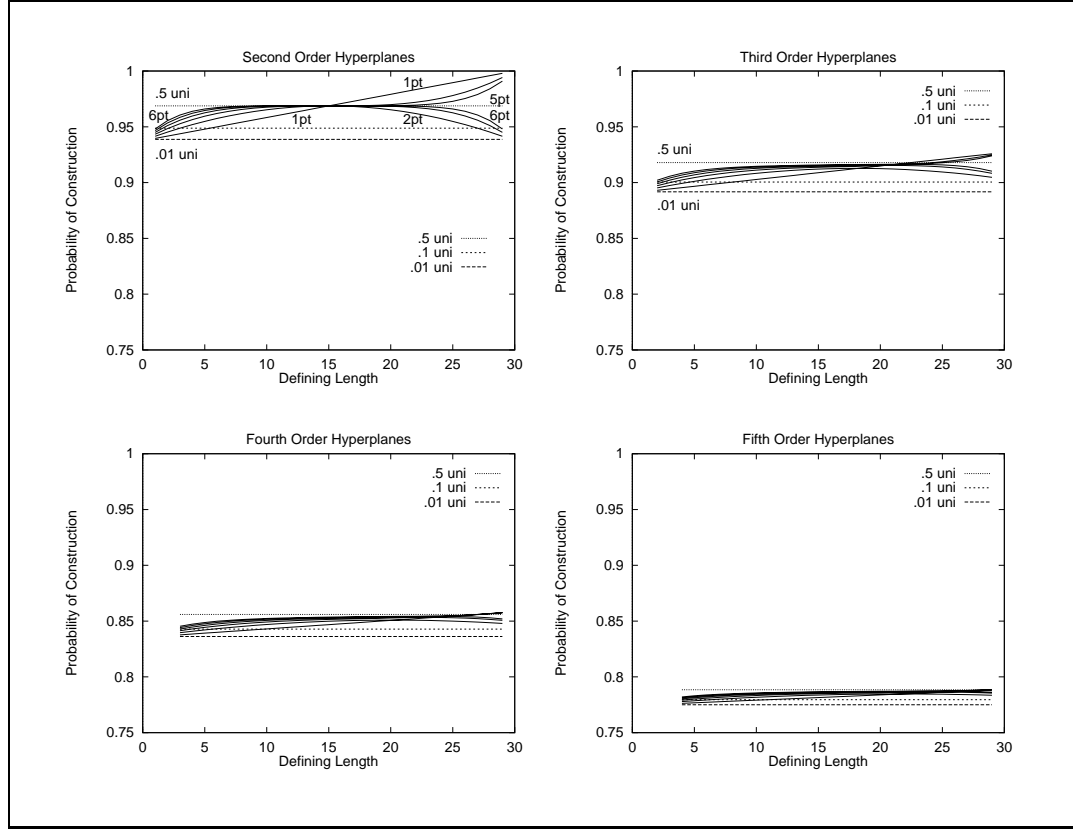 Second Order Hyperplanes
Probability of Construction
1
0.95
0.9
0.85
0.8
0.75
.5 uni
6pt
.01 uni
1pt
1pt
2pt
5pt
6pt
.5 uni
.1 uni
.01 uni
0 5 10 15 20 25 30
Defining Length
Third Order Hyperplanes
Probability of Construction
1
0.95
0.9
0.85
0.8
0.75
.5 uni
.1 uni
.01 uni
.5 uni
.01 uni
0 5 10 15 20 25 30
Defining Length
Fourth Order Hyperplanes
Probability of Construction
1
0.95
0.9
0.85
0.8
0.75
.5 uni
.1 uni
.01 uni
0 5 10 15 20 25 30
Defining Length
Fifth Order Hyperplanes
Probability of Construction
1
0.95
0.9
0.85
0.8
0.75
.5 uni
.1 uni
.01 uni
0 5 10 15 20 25 30
Defining Length